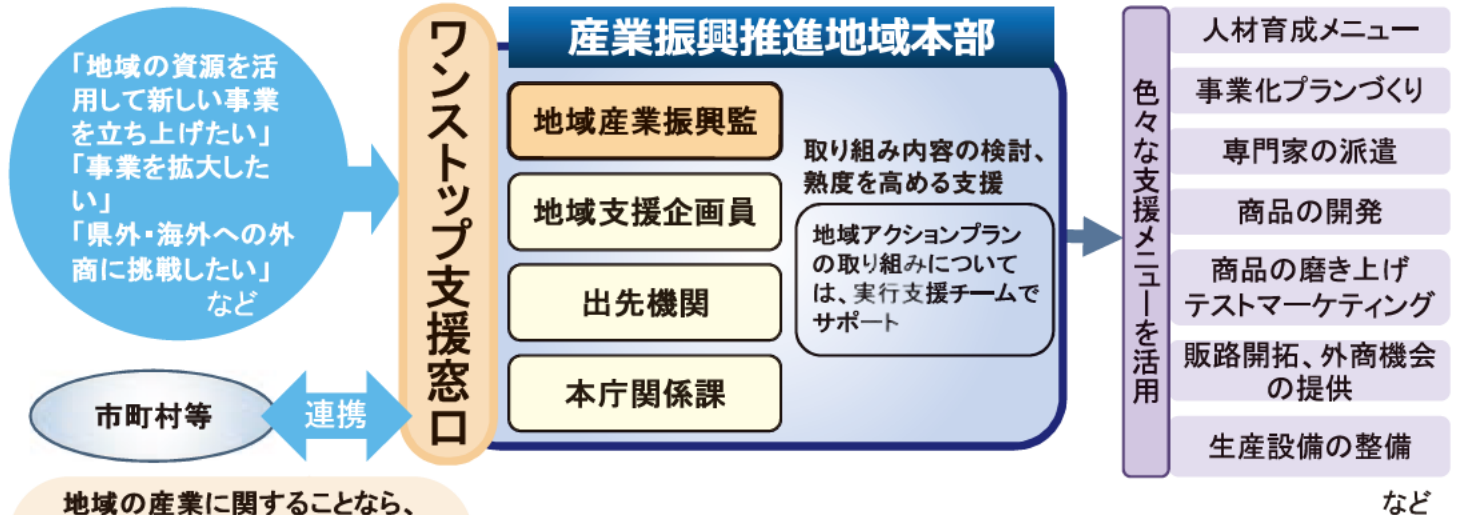 「地域の資源を活
用して新しい事業
を立ち上げたい」
「事業を拡大した
い」
「県外・海外への外
商に挑戦したい」
など
市町村等
連携
ワンストップ支援窓口
産業振興推進地域本部
地域産業振興監
地域支援企画員
出先機関
本庁関係課
取り組み内容の検討、
熟度を高める支援
地域アクションプラン
の取り組みについて
は、実行支援チームで
サポート
色々な支援メニューを活用
人材育成メニュー
事業化プランづくり
専門家の派遣
商品の開発
商品の磨き上げ
テストマーケティング
販路開拓、外商機会
の提供
生産設備の整備
など
地域の産業に関することなら、